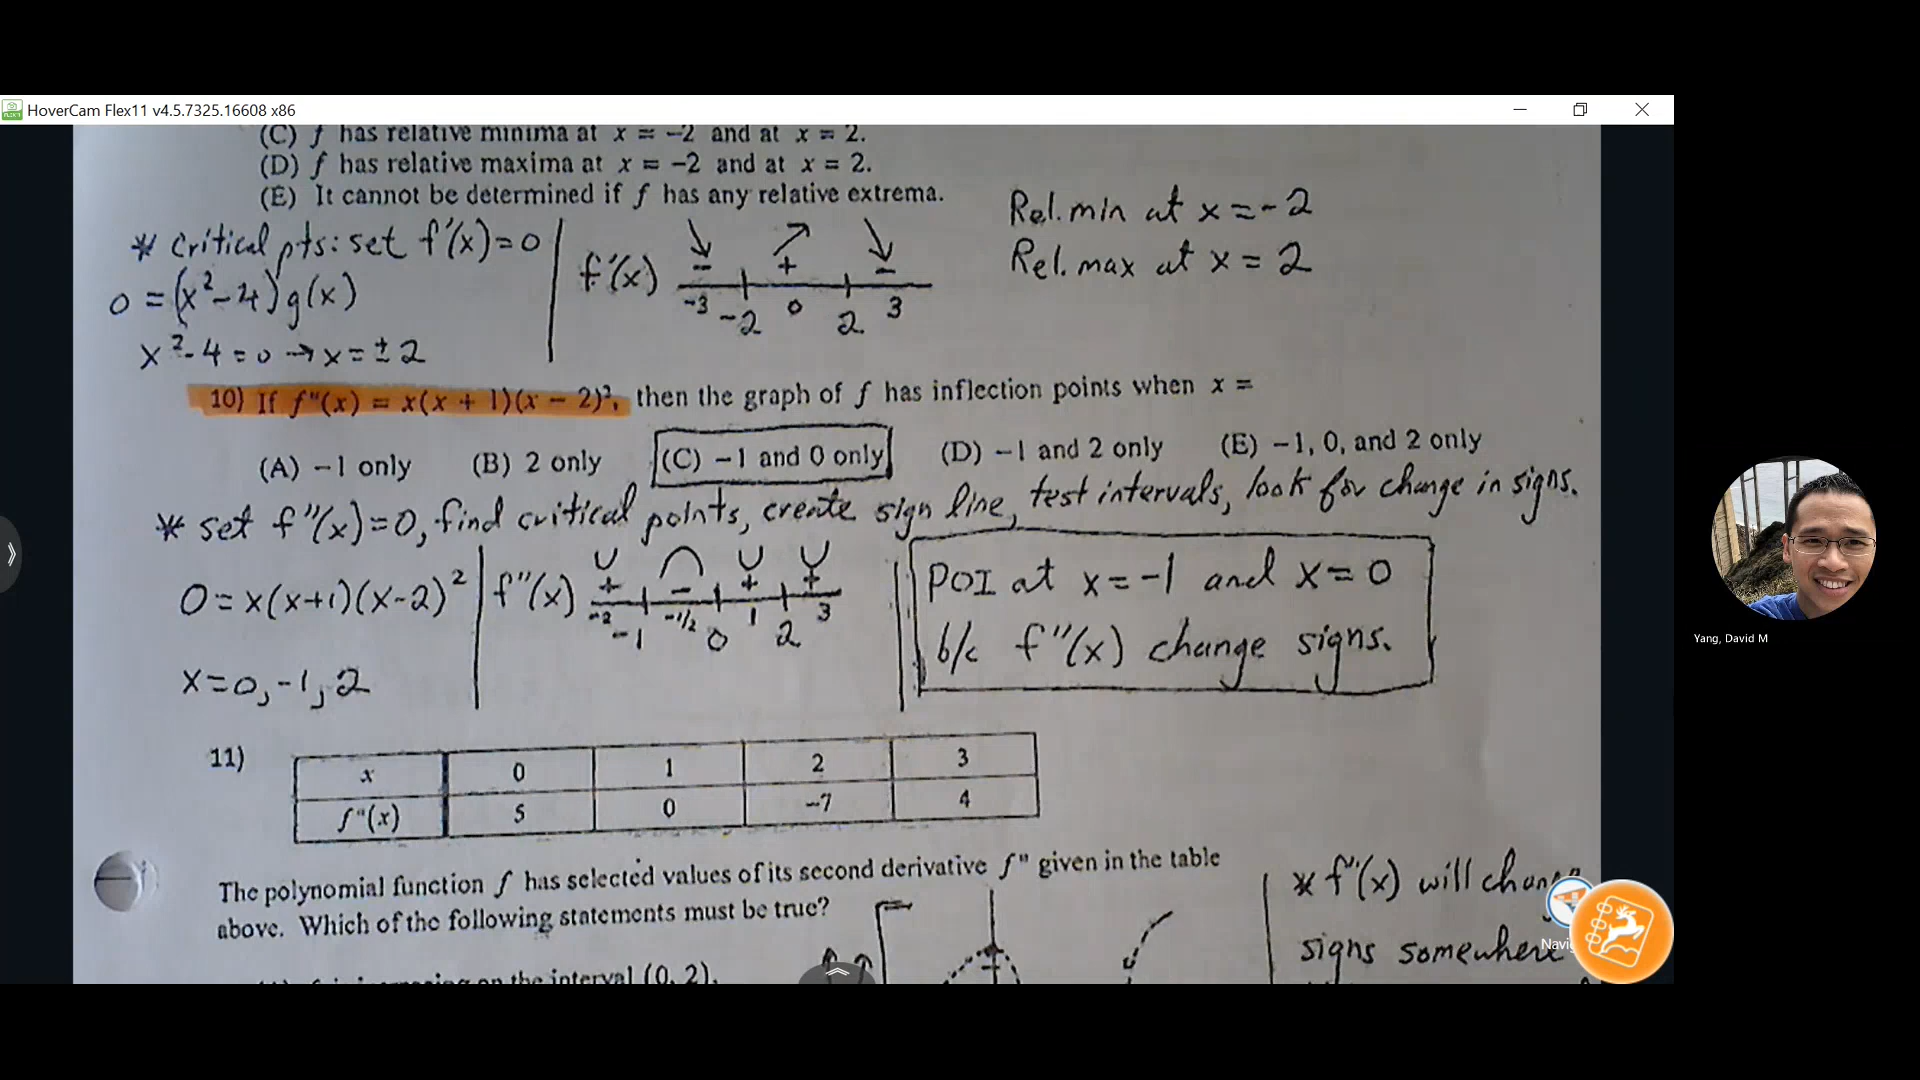 HoverCam Flex11 v4.5.7325.16608 x86
(C) f has relative minima at x = -2 and at x = 2.
(D) f has relative maxima at x = -2 and at x = 2.
(E) It cannot be determined if f has any relative extrema.
Rel. min at x = -2
Rel. max at x = 2
* Critical pts: set f'(x) = 0
0 = (x²-4)g(x)
x²-4=0 → x = ±2
f'(x) - + -
-3 -2 0 2 3
10) If f"(x) = x(x + 1)(x - 2)², then the graph of f has inflection points when x =
(A) -1 only (B) 2 only (C) -1 and 0 only (D) -1 and 2 only (E) -1, 0, and 2 only
* set f"(x)=0, find critical points, create sign line, test intervals, look for change in signs.
0=x(x+1)(x-2)²
x=0,-1,2
f"(x) + - + +
-2 -1 -1/2 0 1 2 3
POI at x=-1 and x=0
b/c f"(x) change signs.
11)
x 0 1 2 3
f"(x) 5 0 -7 4
The polynomial function f has selected values of its second derivative f" given in the table
above. Which of the following statements must be true?
on the interval (0, 2).
will
signs somewhere
Yang, David M